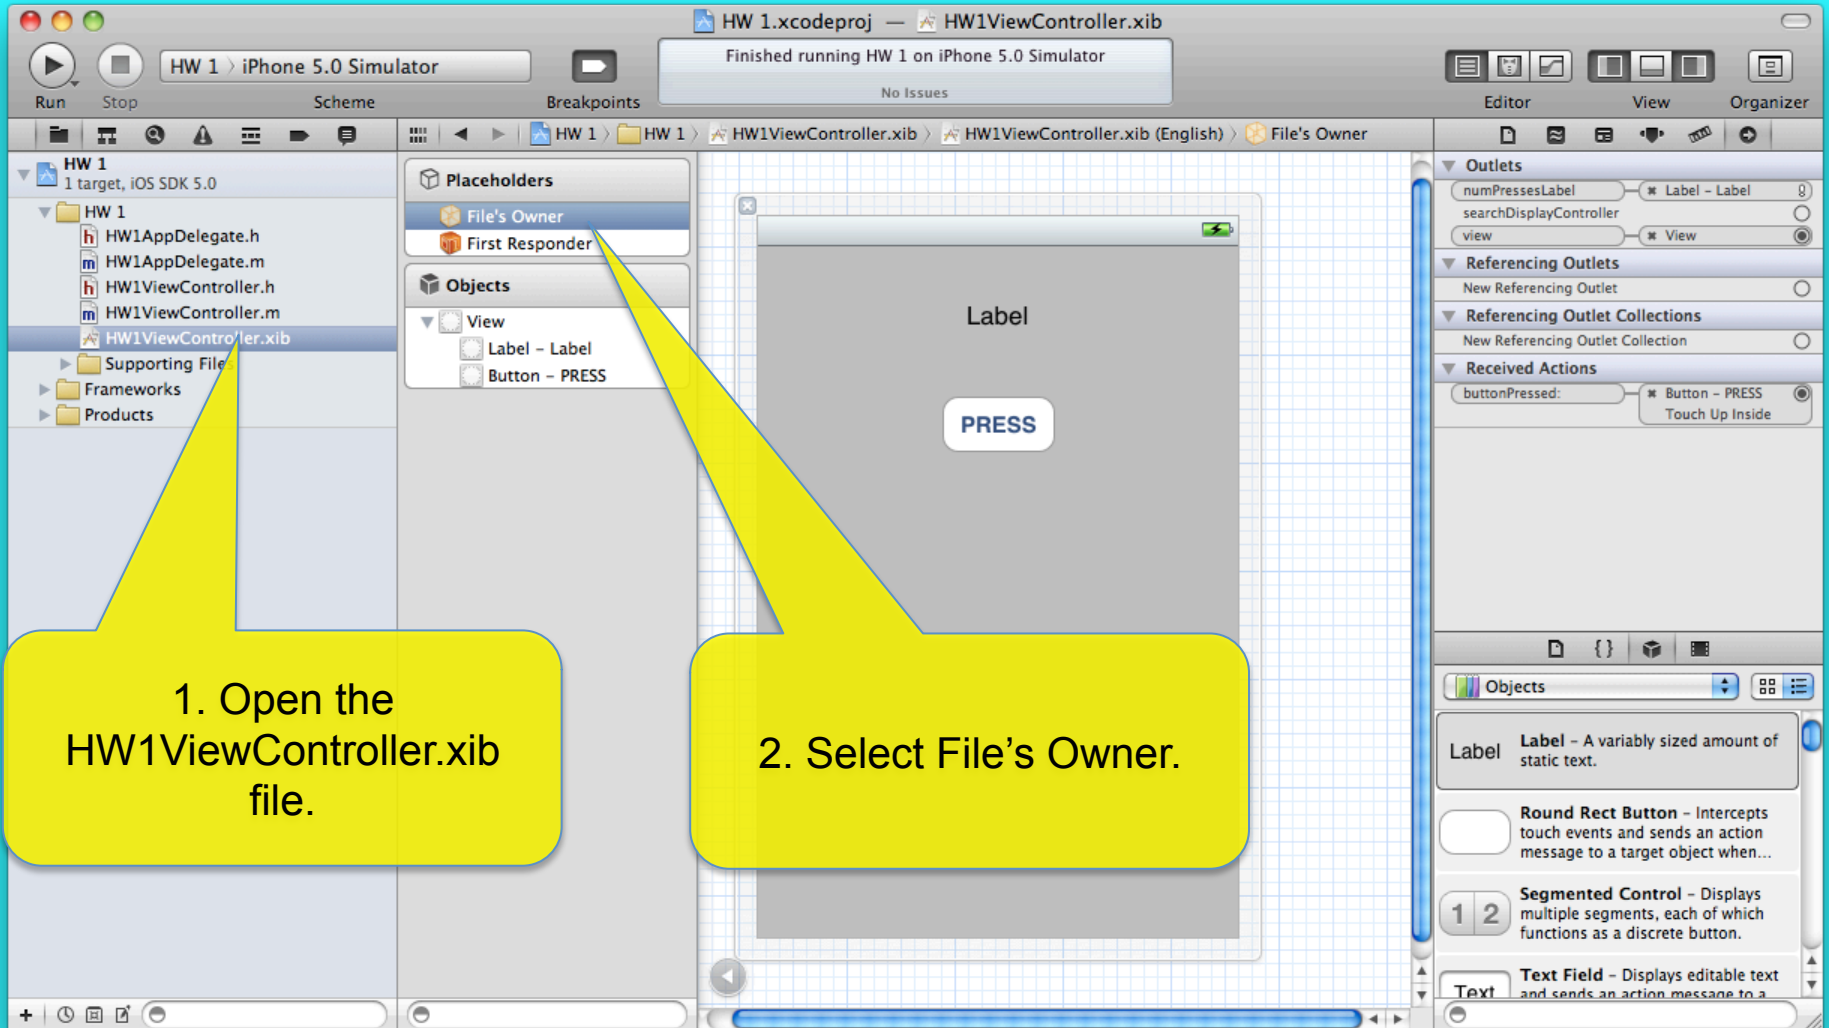 HW 1.xcodeproj — HW1ViewController.xib
HW 1 › iPhone 5.0 Simulator
Finished running HW 1 on iPhone 5.0 Simulator
No Issues
Run
Stop
Scheme
Breakpoints
Editor
View
Organizer
HW 1 › HW 1 › HW1ViewController.xib › HW1ViewController.xib (English) › File's Owner
HW 1
1 target, iOS SDK 5.0
HW 1
HW1AppDelegate.h
HW1AppDelegate.m
HW1ViewController.h
HW1ViewController.m
HW1ViewController.xib
Supporting Files
Frameworks
Products
Placeholders
File's Owner
First Responder
Objects
View
Label – Label
Button – PRESS
Label
PRESS
1. Open the
HW1ViewController.xib
file.
2. Select File’s Owner.
Outlets
numPressesLabel
Label – Label
searchDisplayController
view
View
Referencing Outlets
New Referencing Outlet
Referencing Outlet Collections
New Referencing Outlet Collection
Received Actions
buttonPressed:
Button – PRESS
Touch Up Inside
{}
Objects
Label
Label – A variably sized amount of
static text.
Round Rect Button – Intercepts
touch events and sends an action
message to a target object when...
1 2
Segmented Control – Displays
multiple segments, each of which
functions as a discrete button.
Text
Text Field – Displays editable text
and sends an action message to a